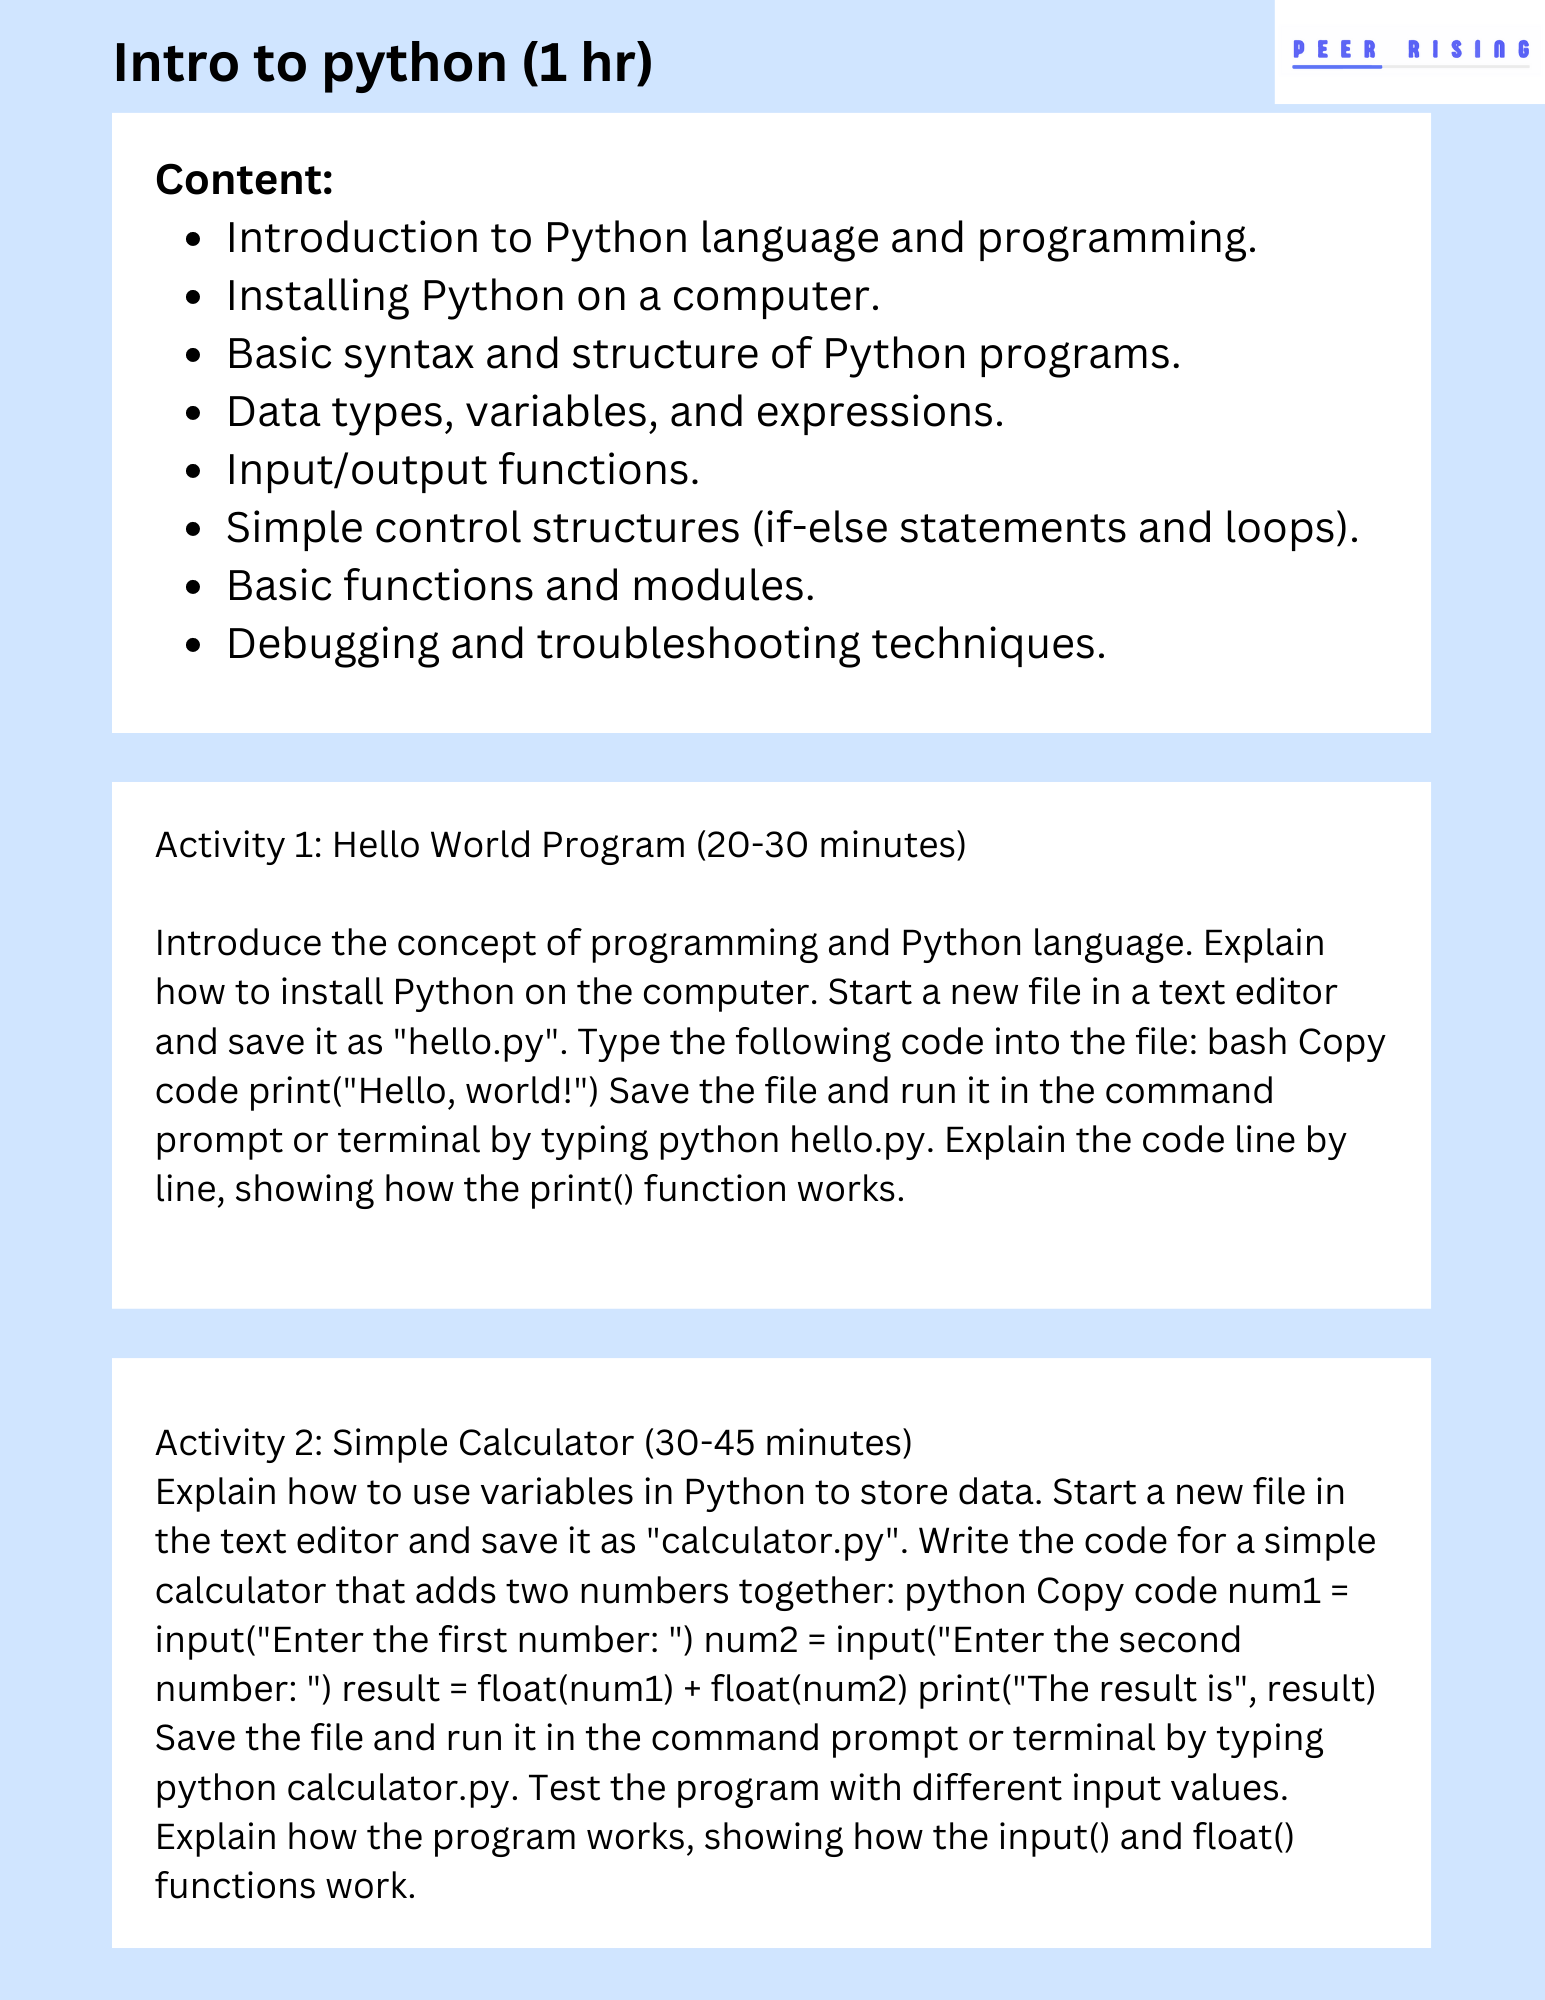 Intro to python (1 hr)
PEER RISING
Content:
• Introduction to Python language and programming.
• Installing Python on a computer.
• Basic syntax and structure of Python programs.
• Data types, variables, and expressions.
• Input/output functions.
• Simple control structures (if-else statements and loops).
• Basic functions and modules.
• Debugging and troubleshooting techniques.
Activity 1: Hello World Program (20-30 minutes)
Introduce the concept of programming and Python language. Explain
how to install Python on the computer. Start a new file in a text editor
and save it as "hello.py". Type the following code into the file: bash Copy
code print("Hello, world!") Save the file and run it in the command
prompt or terminal by typing python hello.py. Explain the code line by
line, showing how the print() function works.
Activity 2: Simple Calculator (30-45 minutes)
Explain how to use variables in Python to store data. Start a new file in
the text editor and save it as "calculator.py". Write the code for a simple
calculator that adds two numbers together: python Copy code num1 =
input("Enter the first number: ") num2 = input("Enter the second
number: ") result = float(num1) + float(num2) print("The result is", result)
Save the file and run it in the command prompt or terminal by typing
python calculator.py. Test the program with different input values.
Explain how the program works, showing how the input() and float()
functions work.